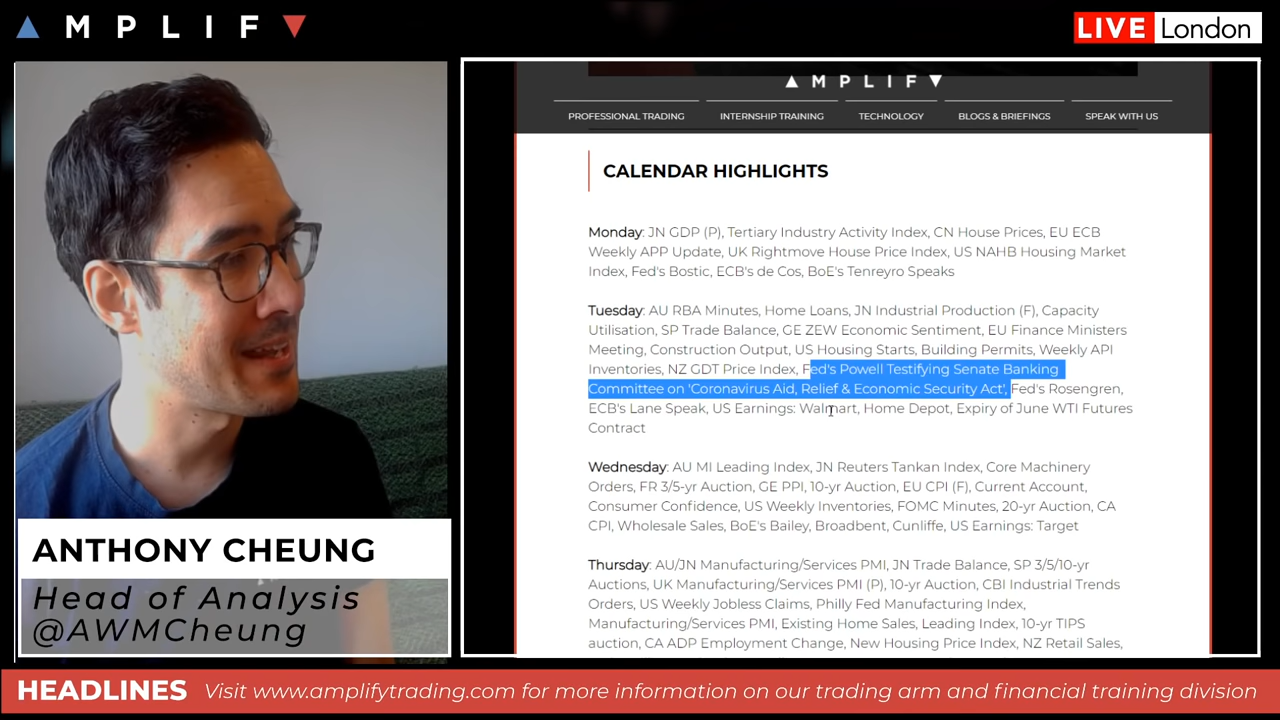 AMPLIFY
LIVE London
AMPLIFY
PROFESSIONAL TRADING
INTERNSHIP TRAINING
TECHNOLOGY
BLOGS & BRIEFINGS
SPEAK WITH US
CALENDAR HIGHLIGHTS
Monday: JN GDP (P), Tertiary Industry Activity Index, CN House Prices, EU ECB
Weekly APP Update, UK Rightmove House Price Index, US NAHB Housing Market
Index, Fed's Bostic, ECB's de Cos, BoE's Tenreyro Speaks
Tuesday: AU RBA Minutes, Home Loans, JN Industrial Production (F), Capacity
Utilisation, SP Trade Balance, GE ZEW Economic Sentiment, EU Finance Ministers
Meeting, Construction Output, US Housing Starts, Building Permits, Weekly API
Inventories, NZ GDT Price Index, Fed's Powell Testifying Senate Banking
Committee on 'Coronavirus Aid, Relief & Economic Security Act', Fed's Rosengren,
ECB's Lane Speak, US Earnings: Walmart, Home Depot, Expiry of June WTI Futures
Contract
Wednesday: AU MI Leading Index, JN Reuters Tankan Index, Core Machinery
Orders, FR 3/5-yr Auction, GE PPI, 10-yr Auction, EU CPI (F), Current Account,
Consumer Confidence, US Weekly Inventories, FOMC Minutes, 20-yr Auction, CA
CPI, Wholesale Sales, BoE's Bailey, Broadbent, Cunliffe, US Earnings: Target
Thursday: AU/JN Manufacturing/Services PMI, JN Trade Balance, SP 3/5/10-yr
Auctions, UK Manufacturing/Services PMI (P), 10-yr Auction, CBI Industrial Trends
Orders, US Weekly Jobless Claims, Philly Fed Manufacturing Index,
Manufacturing/Services PMI, Existing Home Sales, Leading Index, 10-yr TIPS
auction, CA ADP Employment Change, New Housing Price Index, NZ Retail Sales,
ANTHONY CHEUNG
Head of Analysis
@AWMCheung
HEADLINES Visit www.amplifytrading.com for more information on our trading arm and financial training division